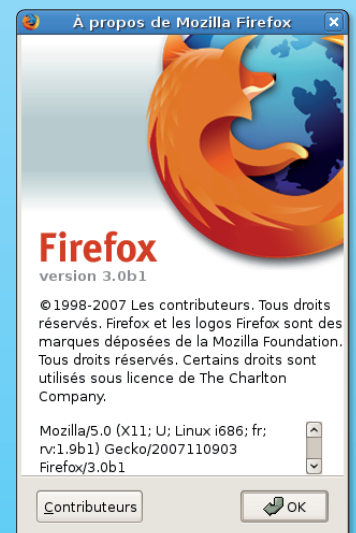 À propos de Mozilla Firefox
Firefox
version 3.0b1
©1998-2007 Les contributeurs. Tous droits
réservés. Firefox et les logos Firefox sont des
marques déposées de la Mozilla Foundation.
Tous droits réservés. Certains droits sont
utilisés sous licence de The Charlton
Company.
Mozilla/5.0 (X11; U; Linux i686; fr;
rv:1.9b1) Gecko/2007110903
Firefox/3.0b1
Contributeurs
OK